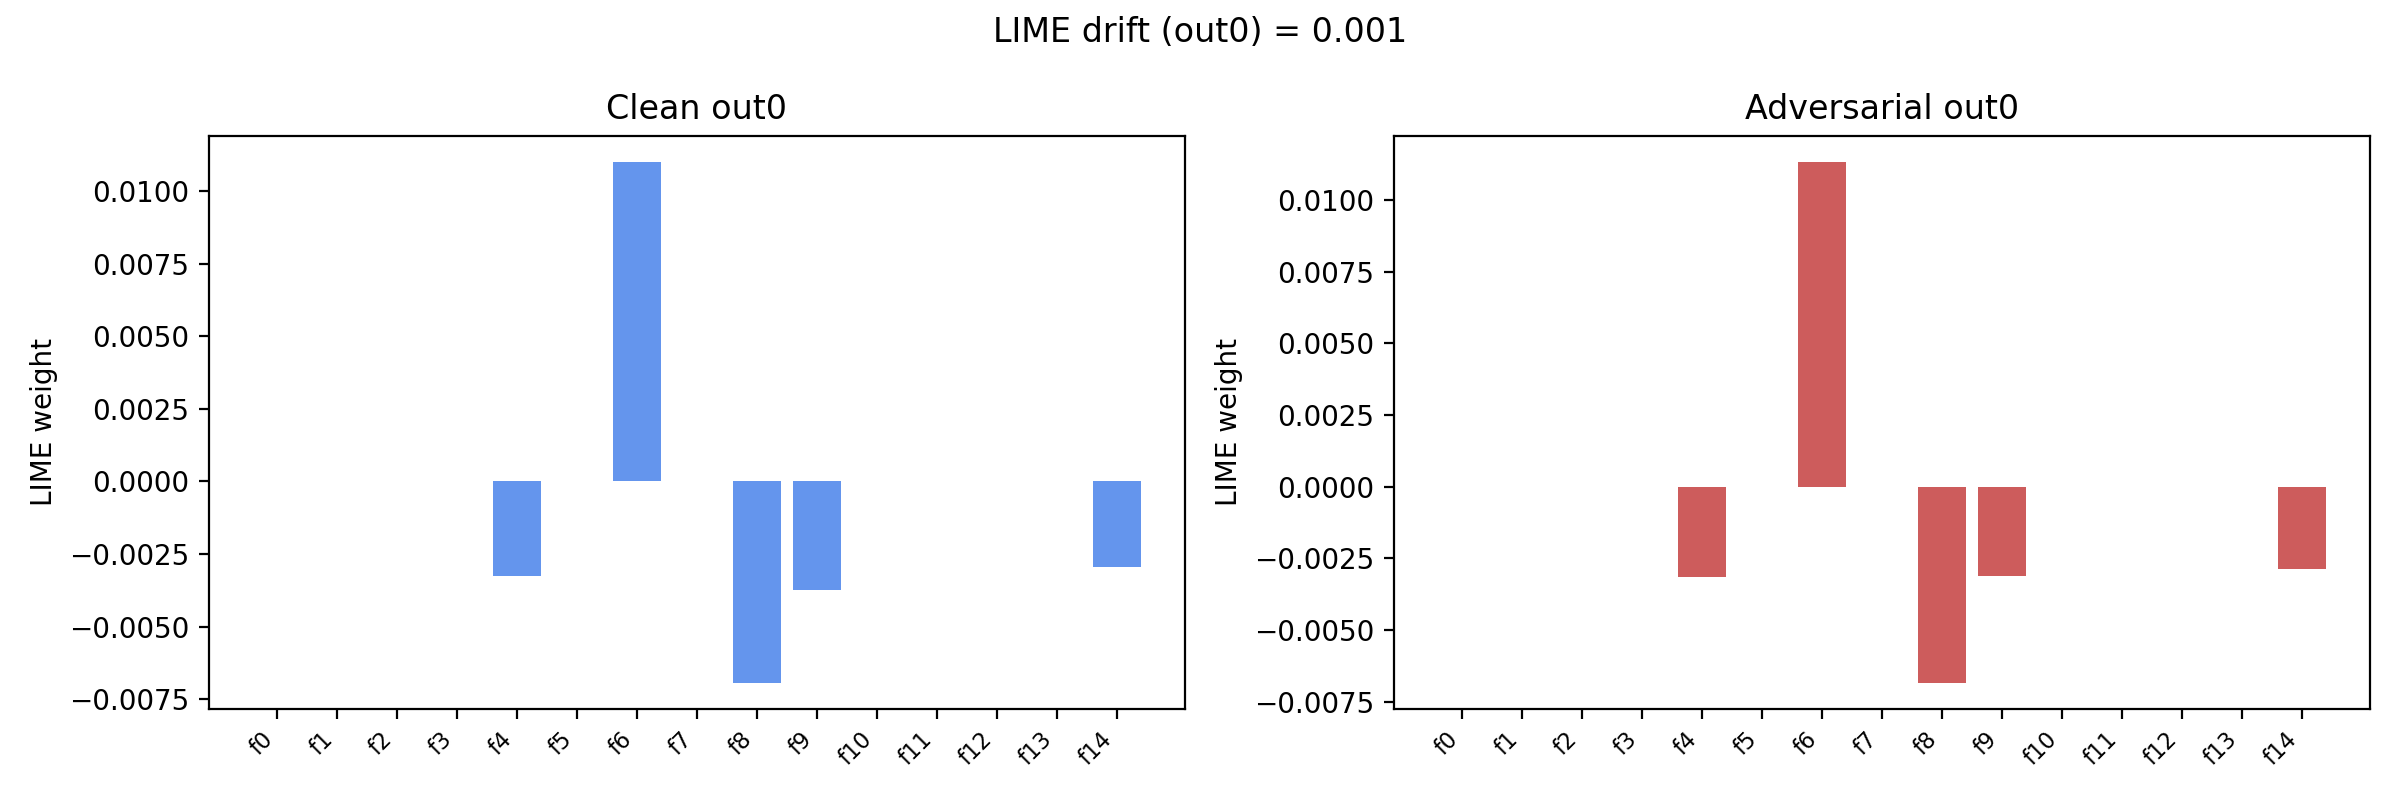 LIME drift (out0) = 0.001
Clean out0
LIME weight
0.0100
0.0075
0.0050
0.0025
0.0000
−0.0025
−0.0050
−0.0075
f0 f1 f2 f3 f4 f5 f6 f7 f8 f9 f10 f11 f12 f13 f14
Adversarial out0
LIME weight
0.0100
0.0075
0.0050
0.0025
0.0000
−0.0025
−0.0050
−0.0075
f0 f1 f2 f3 f4 f5 f6 f7 f8 f9 f10 f11 f12 f13 f14